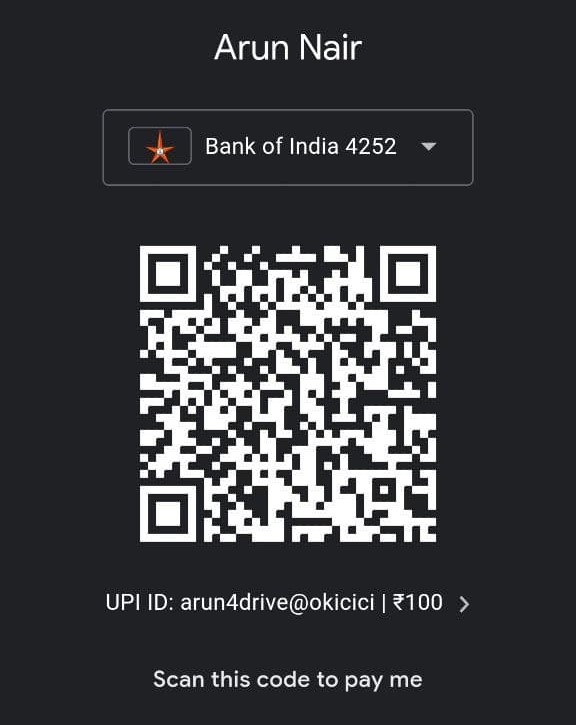 Arun Nair
Bank of India 4252
UPI ID: arun4drive@okicici | ₹100
Scan this code to pay me